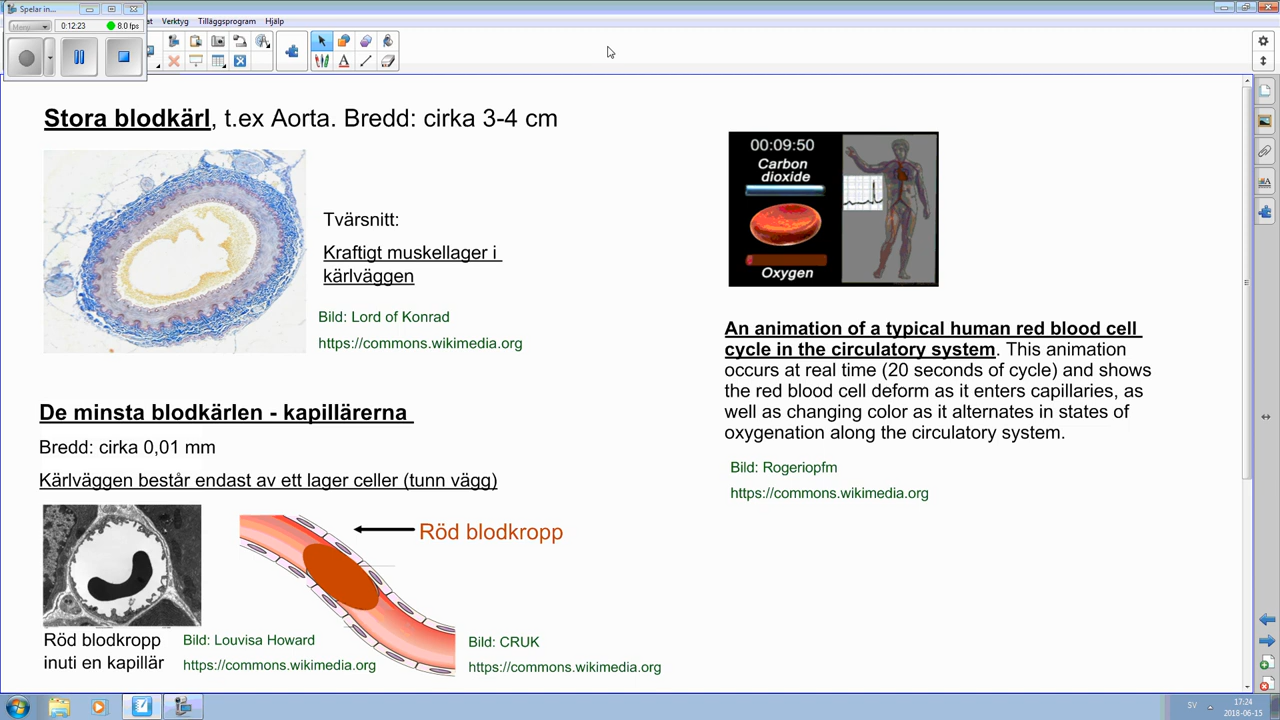 Spelar in...
Meny
0:12:23
8.0 fps
Verktyg
Tilläggsprogram
Hjälp
Stora blodkärl, t.ex Aorta. Bredd: cirka 3-4 cm
Tvärsnitt:
Kraftigt muskellager i
kärlväggen
Bild: Lord of Konrad
https://commons.wikimedia.org
De minsta blodkärlen - kapillärerna
Bredd: cirka 0,01 mm
Kärlväggen består endast av ett lager celler (tunn vägg)
Röd blodkropp
Röd blodkropp
inuti en kapillär
Bild: Louvisa Howard
https://commons.wikimedia.org
Bild: CRUK
https://commons.wikimedia.org
00:09:50
Carbon
dioxide
Oxygen
An animation of a typical human red blood cell
cycle in the circulatory system. This animation
occurs at real time (20 seconds of cycle) and shows
the red blood cell deform as it enters capillaries, as
well as changing color as it alternates in states of
oxygenation along the circulatory system.
Bild: Rogeriopfm
https://commons.wikimedia.org
SV
17:24
2018-06-15